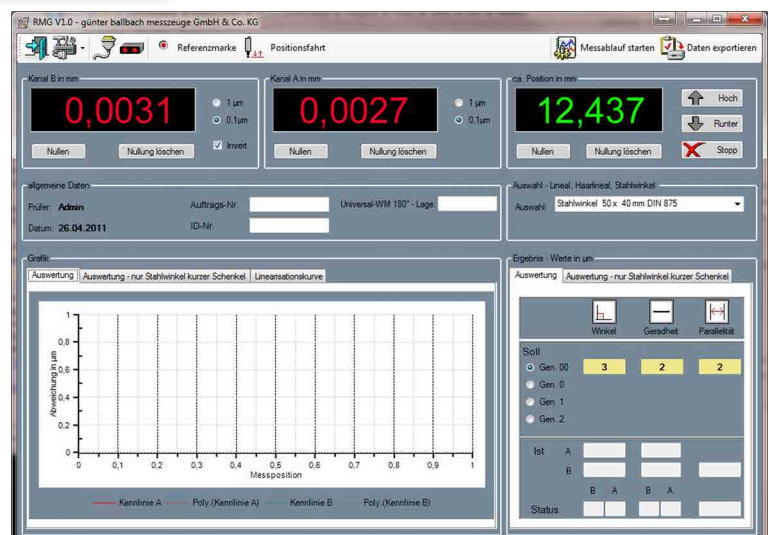 RMG V1.0 - günter ballbach messzeuge GmbH & Co. KG
Referenzmarke Positionsfahrt Messablauf starten Daten exportieren
Kanal B in mm Kanal A in mm ca. Position in mm
0,0031 1 µm 0,1µm 0,0027 1 µm 0,1µm 12,437 Hoch Runter
Nullen Nullung löschen Invert. Nullen Nullung löschen Nullen Nullung löschen Stopp
allgemeine Daten Auswahl - Lineal, Haarlineal, Stahlwinkel
Prüfer: Admin Auftrags-Nr. Universal-WM 180° - Lage: Auswahl: Stahlwinkel 50 x 40 mm DIN 875
Datum: 26.04.2011 ID-Nr.
Grafik Ergebnis - Werte in µm
Auswertung Auswertung - nur Stahlwinkel kurzer Schenkel Linearisationskurve Auswertung Auswertung - nur Stahlwinkel kurzer Schenkel
Winkel Geradheit Parallelität
Soll
Gen. 00 3 2 2
Gen. 0
Gen. 1
Gen. 2
Ist A
B
B A B A
Status
Abweichung in µm
1
0,8
0,6
0,4
0,2
0
0 0,1 0,2 0,3 0,4 0,5 0,6 0,7 0,8 0,9 1
Messposition
Kennlinie A Poly.(Kennlinie A) Kennlinie B Poly.(Kennlinie B)